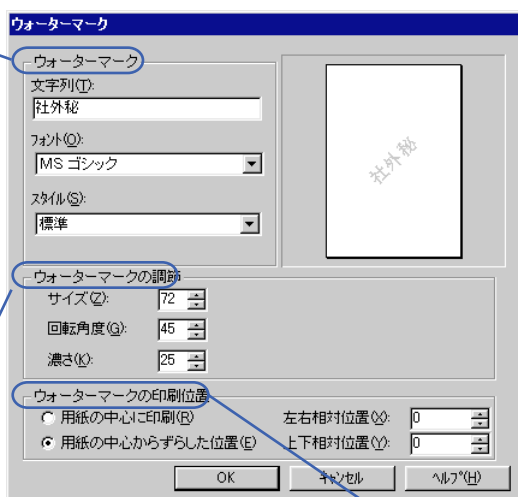 ウォーターマーク
ウォーターマーク
文字列(T):
社外秘
フォント(O):
MS ゴシック
スタイル(S):
標準
社外秘
ウォーターマークの調節
サイズ(Z): 72
回転角度(G): 45
濃さ(K): 25
ウォーターマークの印刷位置
用紙の中心に印刷(R) 左右相対位置(X): 0
用紙の中心からずらした位置(E) 上下相対位置(Y): 0
OK キャンセル ヘルプ(H)